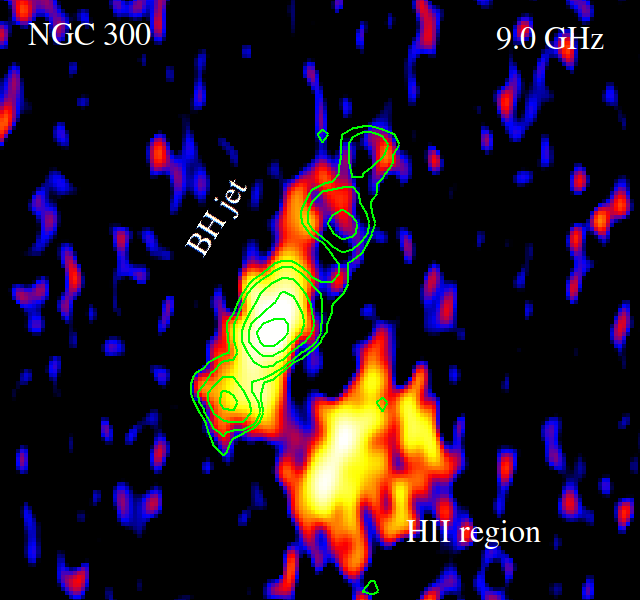 NGC 300
9.0 GHz
BH jet
HII region